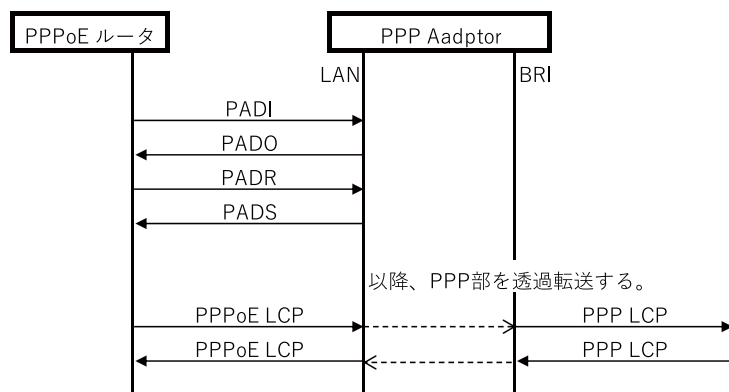 PPPoE ルータ
PPP Aadptor
LAN
BRI
PADI
PADO
PADR
PADS
以降、PPP部を透過転送する。
PPPoE LCP
PPP LCP
PPPoE LCP
PPP LCP